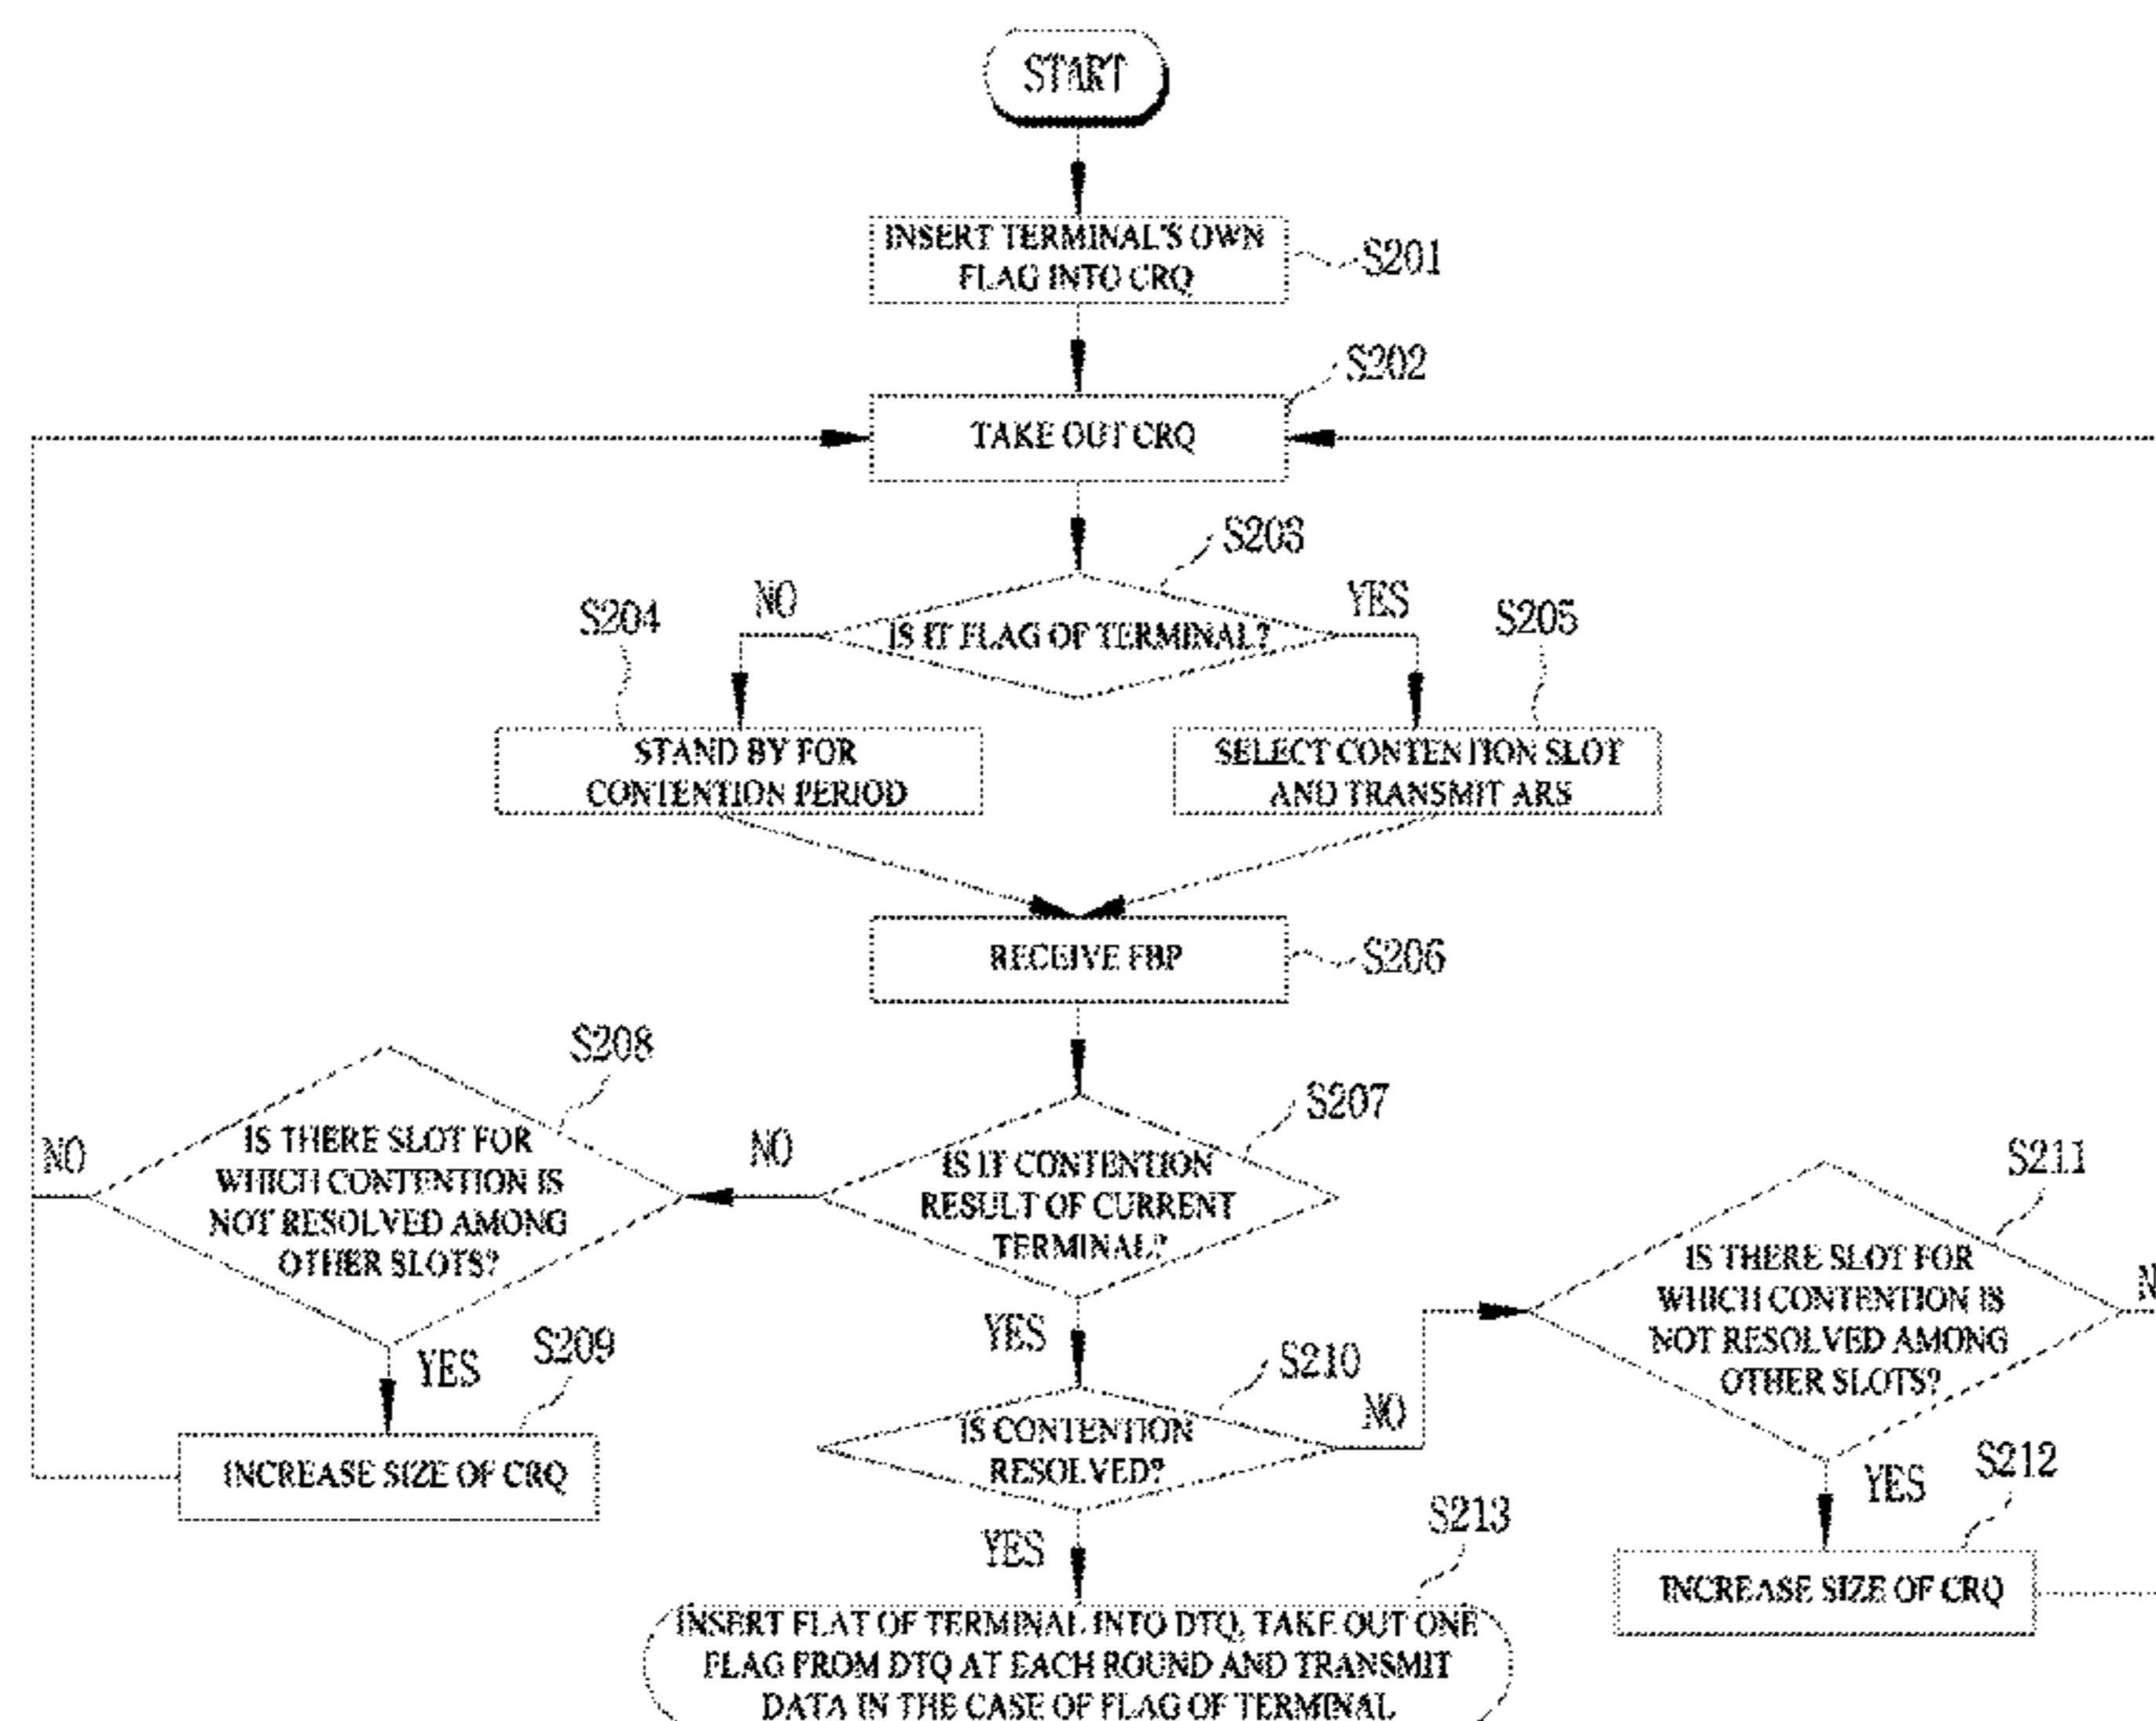 START
INSERT TERMINAL'S OWN
FLAG INTO CRQ
S201
S202
TAKE OUT CRQ
S203
NO
YES
IS IT FLAG OF TERMINAL?
S204
S205
STAND BY FOR
CONTENTION PERIOD
SELECT CONTENTION SLOT
AND TRANSMIT ARS
RECEIVE FBP
S206
S208
S207
NO
IS THERE SLOT FOR
WHICH CONTENTION IS
NOT RESOLVED AMONG
OTHER SLOTS?
NO
IS IT CONTENTION
RESULT OF CURRENT
TERMINAL?
S211
IS THERE SLOT FOR
WHICH CONTENTION IS
NOT RESOLVED AMONG
OTHER SLOTS?
N
YES
S209
YES
S210
NO
IS CONTENTION
RESOLVED?
INCREASE SIZE OF CRQ
YES
S212
YES
S213
INCREASE SIZE OF CRQ
INSERT FLAT OF TERMINAL INTO DTQ, TAKE OUT ONE
FLAG FROM DTQ AT EACH ROUND AND TRANSMIT
DATA IN THE CASE OF FLAG OF TERMINAL